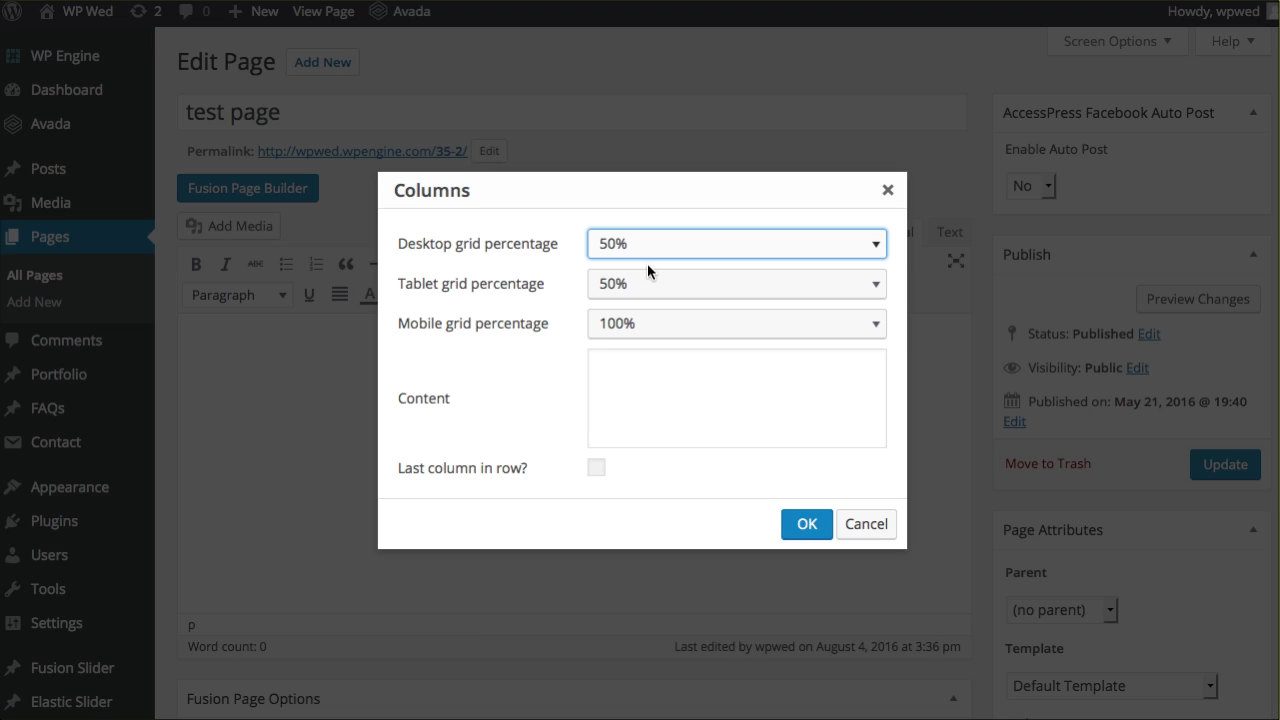 WP Wed 2 0 New View Page Avada Howdy, wpwed
WP Engine
Dashboard
Avada
Posts
Media
Pages
All Pages
Add New
Comments
Portfolio
FAQs
Contact
Appearance
Plugins
Users
Tools
Settings
Fusion Slider
Elastic Slider
Screen Options Help
Edit Page Add New
test page
Permalink: http://wpwed.wpengine.com/35-2/ Edit
Fusion Page Builder
Add Media
Text
B I ABC
Paragraph U A
Columns
Desktop grid percentage 50%
Tablet grid percentage 50%
Mobile grid percentage 100%
Content
Last column in row?
OK Cancel
p
Word count: 0 Last edited by wpwed on August 4, 2016 at 3:36 pm
Fusion Page Options
AccessPress Facebook Auto Post
Enable Auto Post
No
Publish
Preview Changes
Status: Published Edit
Visibility: Public Edit
Published on: May 21, 2016 @ 19:40
Edit
Move to Trash Update
Page Attributes
Parent
(no parent)
Template
Default Template